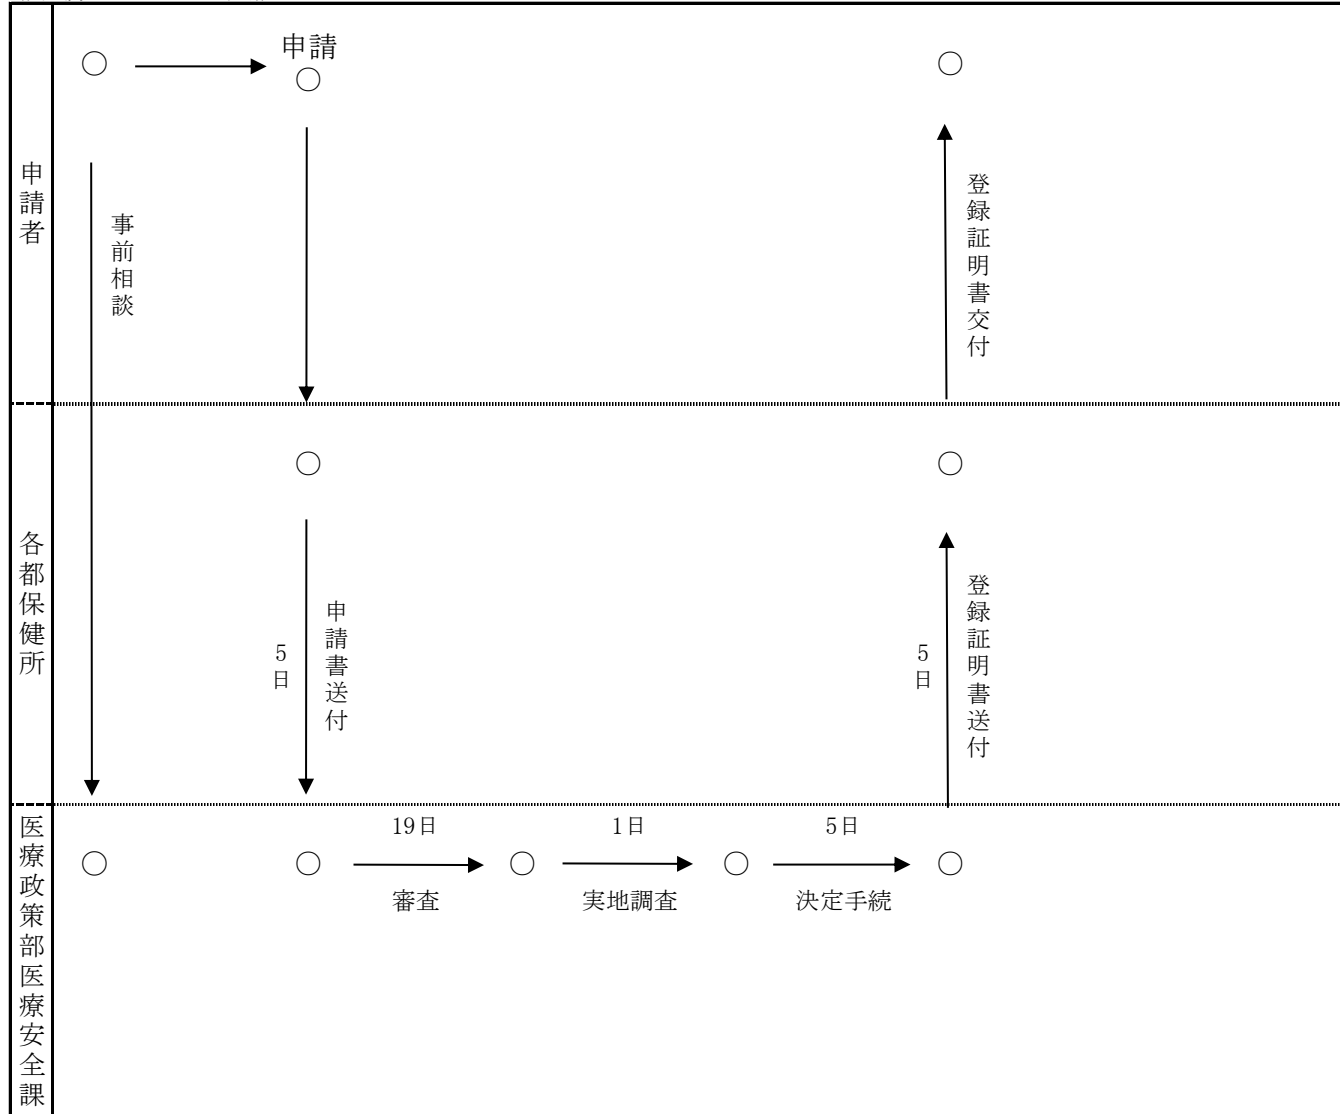 申請
申請者
事前相談
登録証明書交付
各都保健所
5日
申請書送付
5日
登録証明書送付
医療政策部医療安全課
19日
1日
5日
審査
実地調査
決定手続